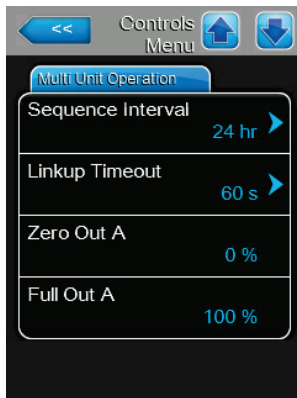 <<
Controls
Menu
Multi Unit Operation
Sequence Interval
24 hr
Linkup Timeout
60 s
Zero Out A
0 %
Full Out A
100 %